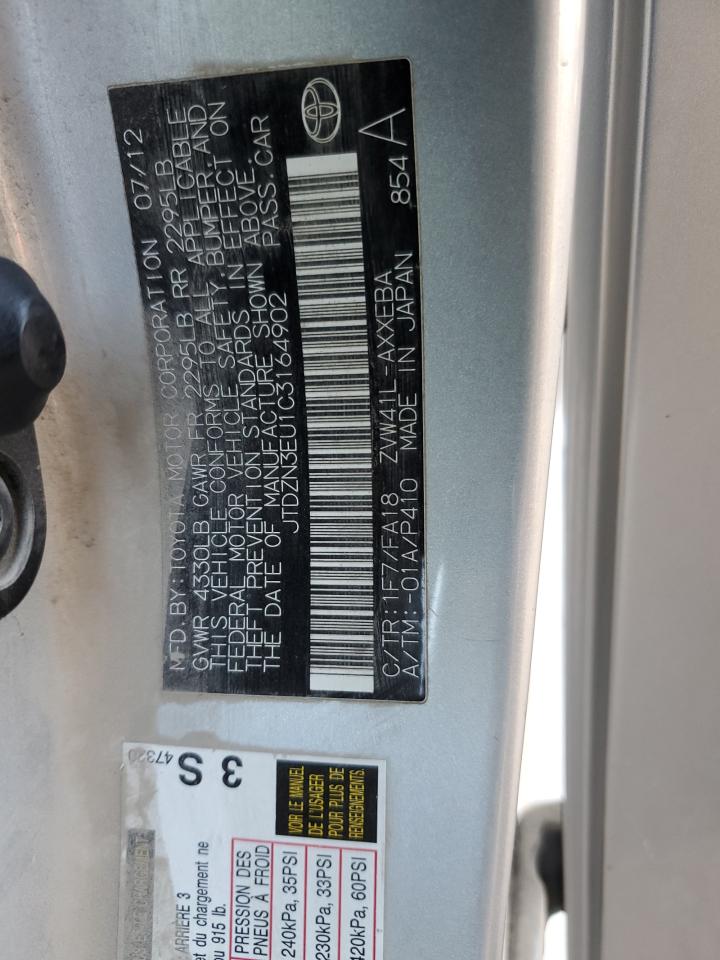 MFD. BY: TOYOTA MOTOR CORPORATION 07/12
GVWR 4330LB GAWR FR 2295LB RR 2295LB
THIS VEHICLE CONFORMS TO ALL APPLICABLE
FEDERAL MOTOR VEHICLE SAFETY, BUMPER, AND
THEFT PREVENTION STANDARDS IN EFFECT ON
THE DATE OF MANUFACTURE SHOWN ABOVE.
JTDZN3EU1C3164902 PASS. CAR
C/TR: 1F7/FA18 ZVW41L-AXXEBA
A/TM: -01A/P410 MADE IN JAPAN 854 A
47320
3 S
ARRIERE 3
et du chargement ne
ou 915 lb.
VOIR LE MANUEL
DE L'USAGER
POUR PLUS DE
RENSEIGNEMENTS
PRESSION DES
PNEUS À FROID
240kPa, 35PSI
230kPa, 33PSI
420kPa, 60PSI